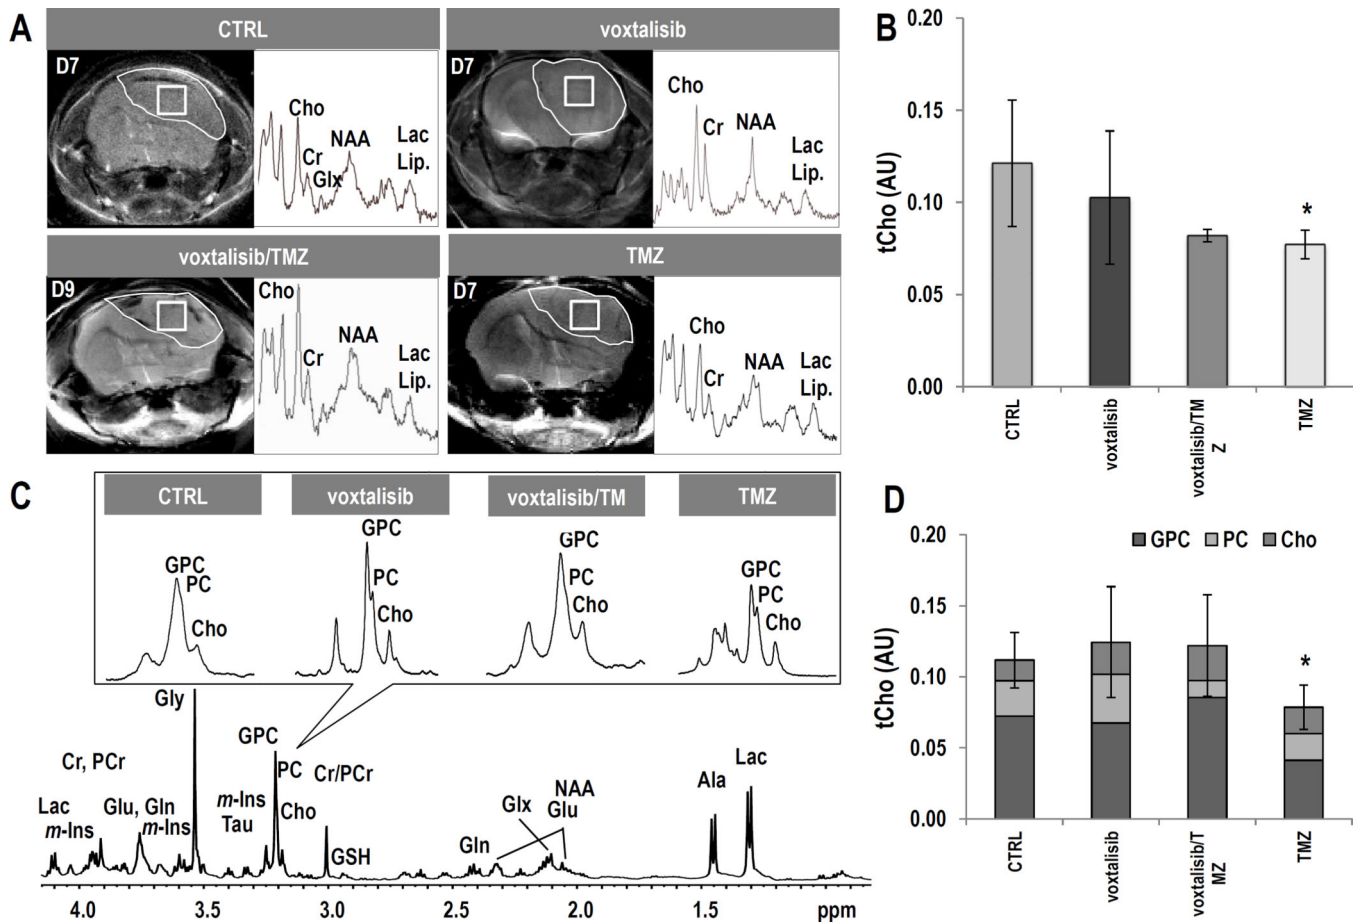 A
CTRL
D7
Cho
Cr
Glx
NAA
Lac
Lip.
voxtalisib
D7
Cho
Cr
NAA
Lac
Lip.
voxtalisib/TMZ
D9
Cho
Cr
NAA
Lac
Lip.
TMZ
D7
Cho
Cr
NAA
Lac
Lip.
B
tCho (AU)
0.20
0.15
0.10
0.05
0.00
*
CTRL
voxtalisib
voxtalisib/TM
Z
TMZ
C
CTRL
GPC
PC
Cho
voxtalisib
GPC
PC
Cho
voxtalisib/TM
GPC
PC
Cho
TMZ
GPC
PC
Cho
Gly
Cr, PCr
Lac
m-Ins
Glu, Gln
m-Ins
m-Ins
Tau
GPC
PC
Cho
Cr/PCr
GSH
Gln
Glx
NAA
Glu
Ala
Lac
4.0 3.5 3.0 2.5 2.0 1.5 ppm
D
tCho (AU)
0.20
0.15
0.10
0.05
0.00
GPC PC Cho
*
CTRL
voxtalisib
voxtalisib/T
MZ
TMZ